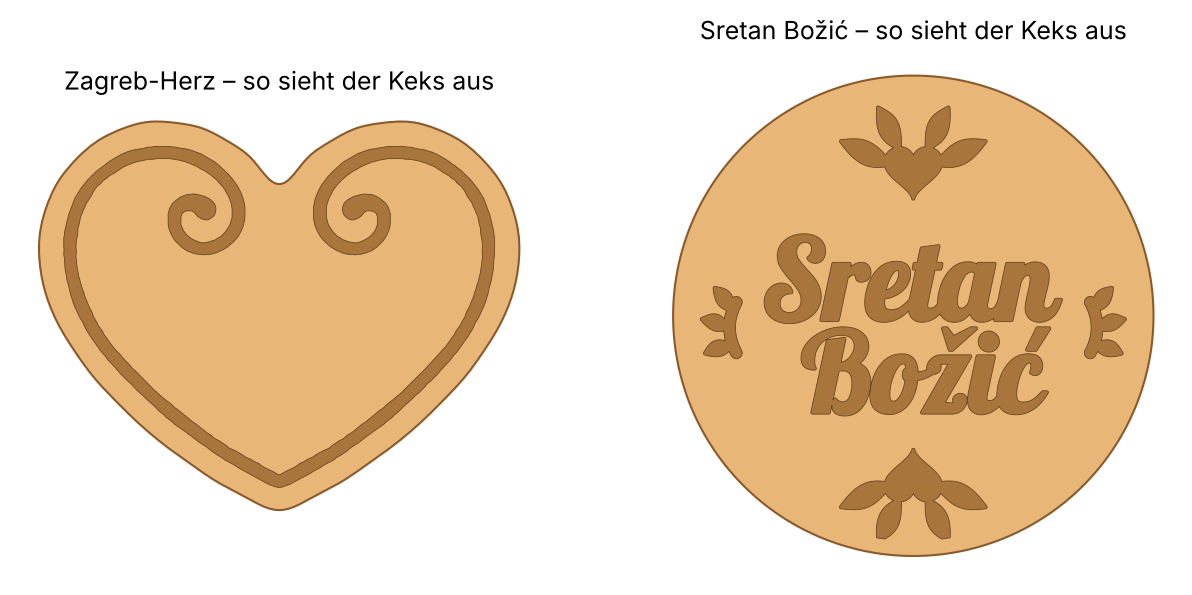 Zagreb-Herz – so sieht der Keks aus
Sretan Božić – so sieht der Keks aus
Sretan
Božić